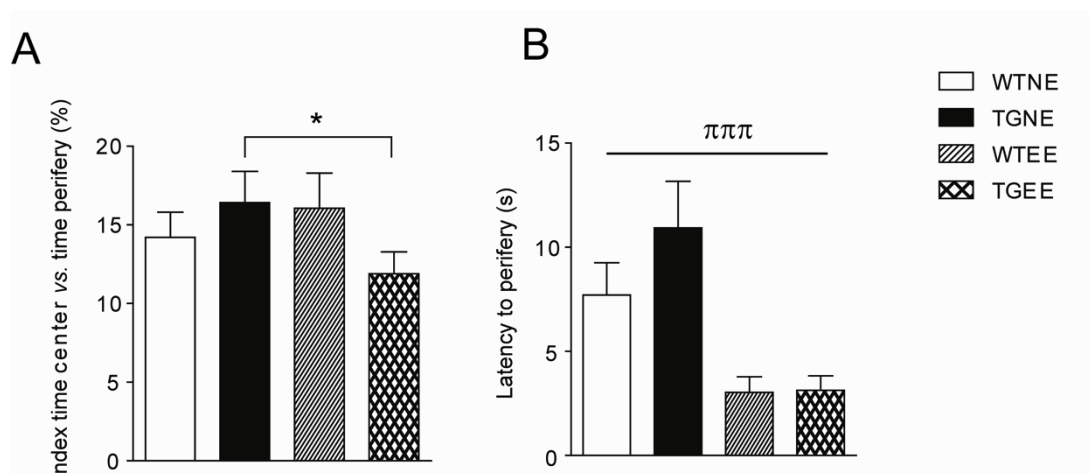 A
B
WTNE
TGNE
WTEE
TGEE
ndex time center vs. time perifery (%)
*
20
15
10
5
0
Latency to perifery (s)
πππ
15
10
5
0